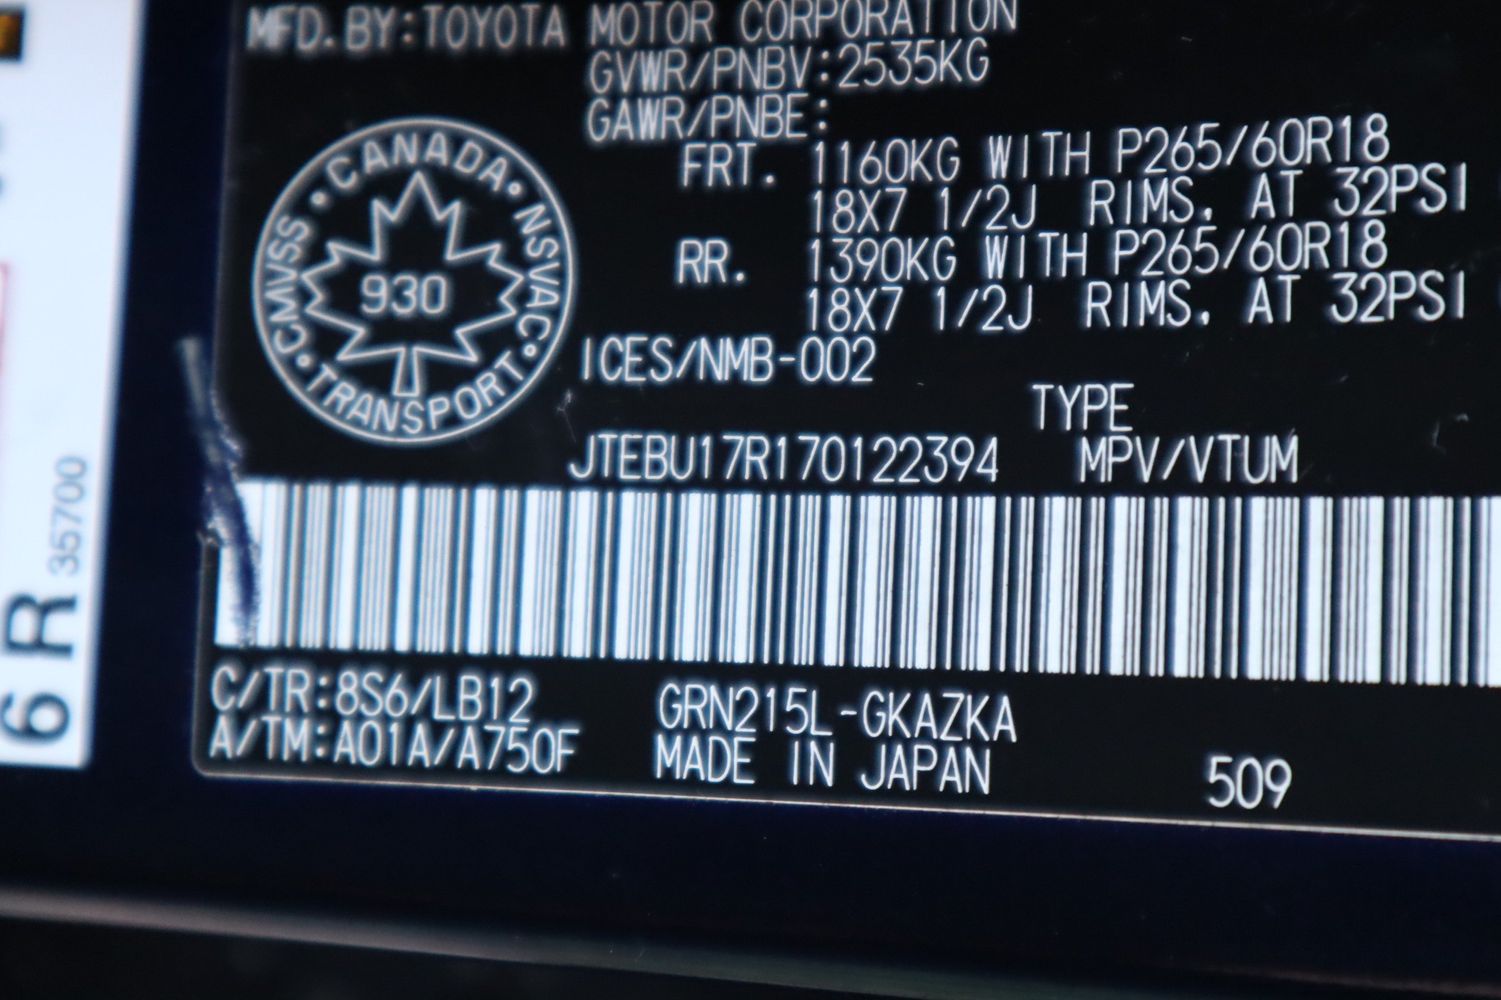 MFD.BY:TOYOTA MOTOR CORPORATION
GVWR/PNBV:2535KG
GAWR/PNBE:
FRT. 1160KG WITH P265/60R18
18X7 1/2J RIMS. AT 32PSI
RR. 1390KG WITH P265/60R18
18X7 1/2J RIMS. AT 32PSI
CANADA • NSVAC • TRANSPORT • CMVSS •
930
ICES/NMB-002
TYPE
JTEBU17R170122394 MPV/VTUM
C/TR:8S6/LB12 GRN215L-GKAZKA
A/TM:A01A/A750F MADE IN JAPAN
509
6R 35700